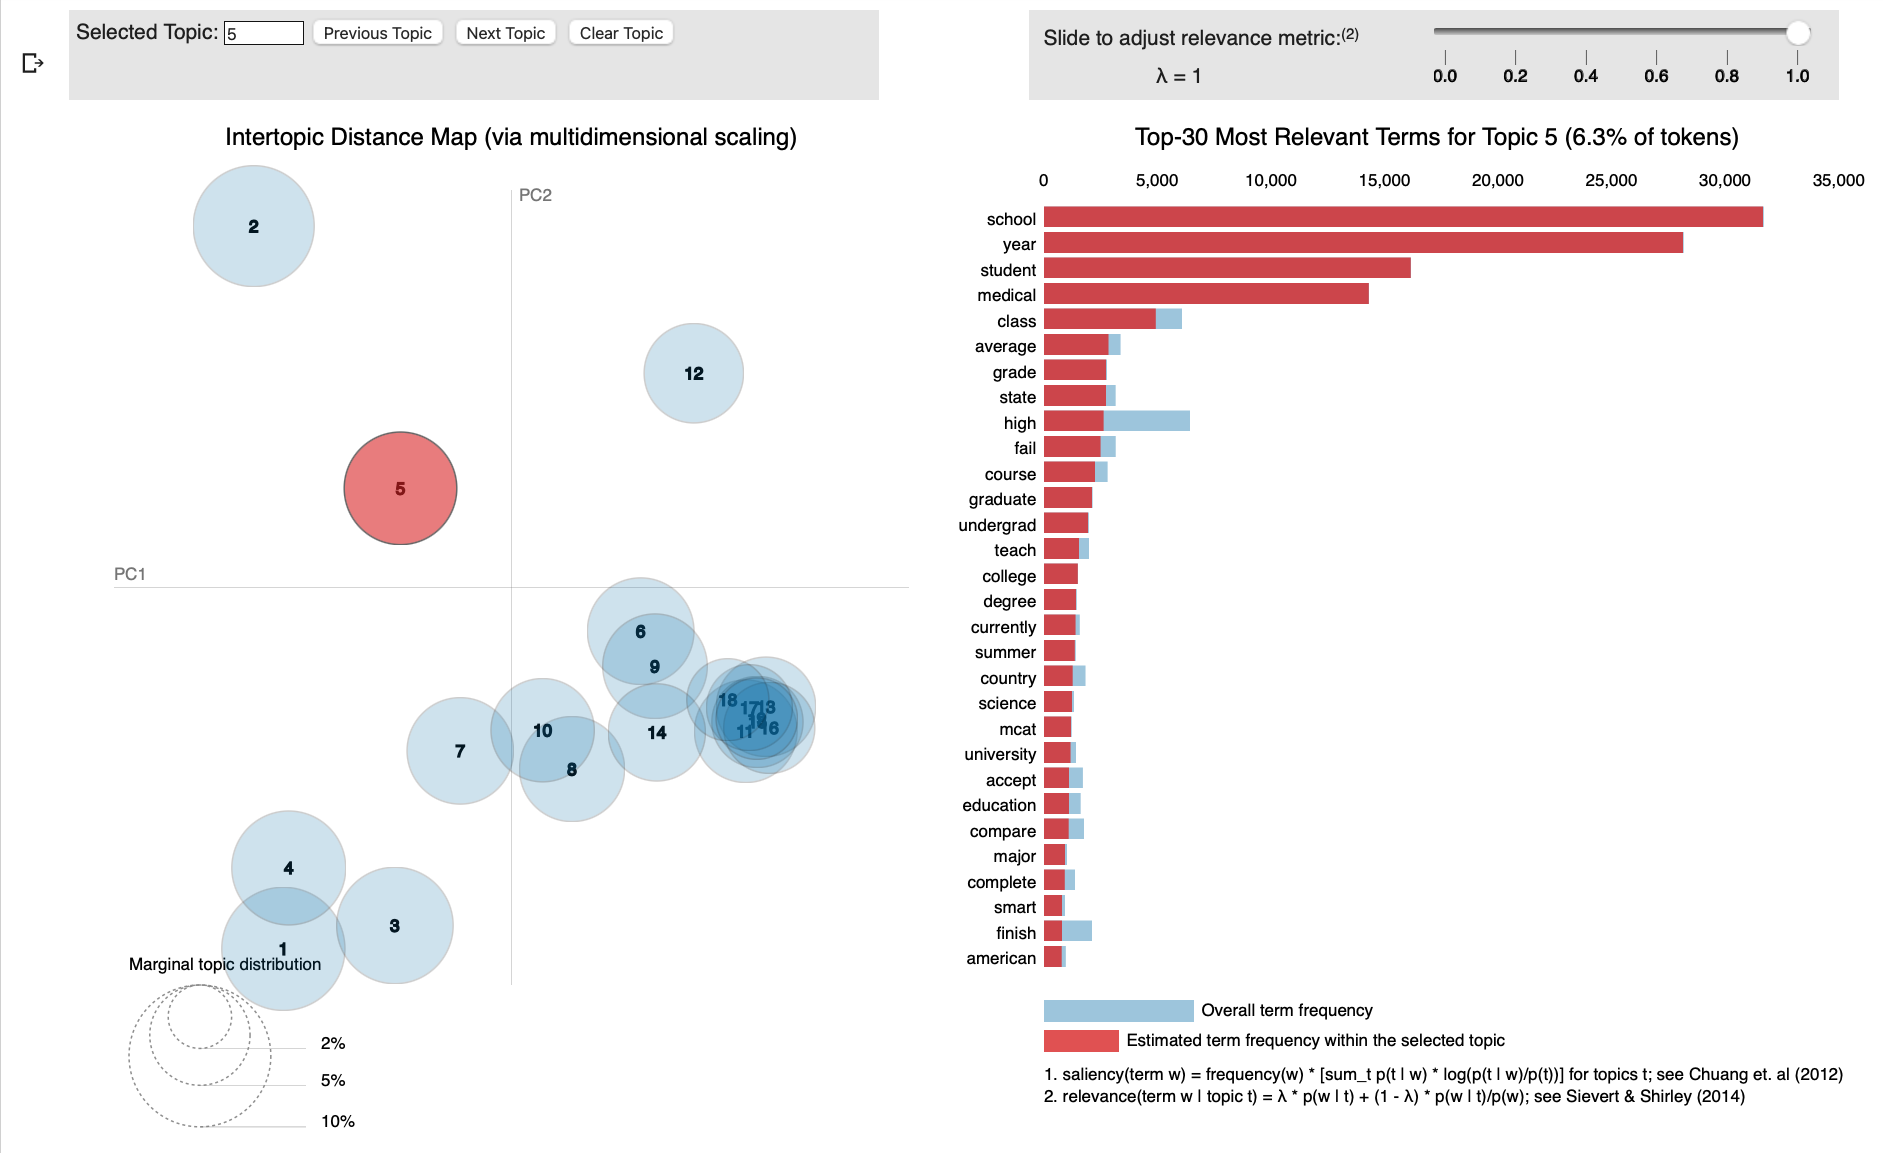 Selected Topic: 5 Previous Topic Next Topic Clear Topic
Slide to adjust relevance metric:(2)
λ = 1
0.0 0.2 0.4 0.6 0.8 1.0
Intertopic Distance Map (via multidimensional scaling)
PC2
PC1
2
12
5
6
9
18
17
13
11
16
10
14
7
8
4
3
1
Marginal topic distribution
2%
5%
10%
Top-30 Most Relevant Terms for Topic 5 (6.3% of tokens)
0 5,000 10,000 15,000 20,000 25,000 30,000 35,000
school
year
student
medical
class
average
grade
state
high
fail
course
graduate
undergrad
teach
college
degree
currently
summer
country
science
mcat
university
accept
education
compare
major
complete
smart
finish
american
Overall term frequency
Estimated term frequency within the selected topic
1. saliency(term w) = frequency(w) * [sum_t p(t | w) * log(p(t | w)/p(t))] for topics t; see Chuang et. al (2012)
2. relevance(term w | topic t) = λ * p(w | t) + (1 - λ) * p(w | t)/p(w); see Sievert & Shirley (2014)